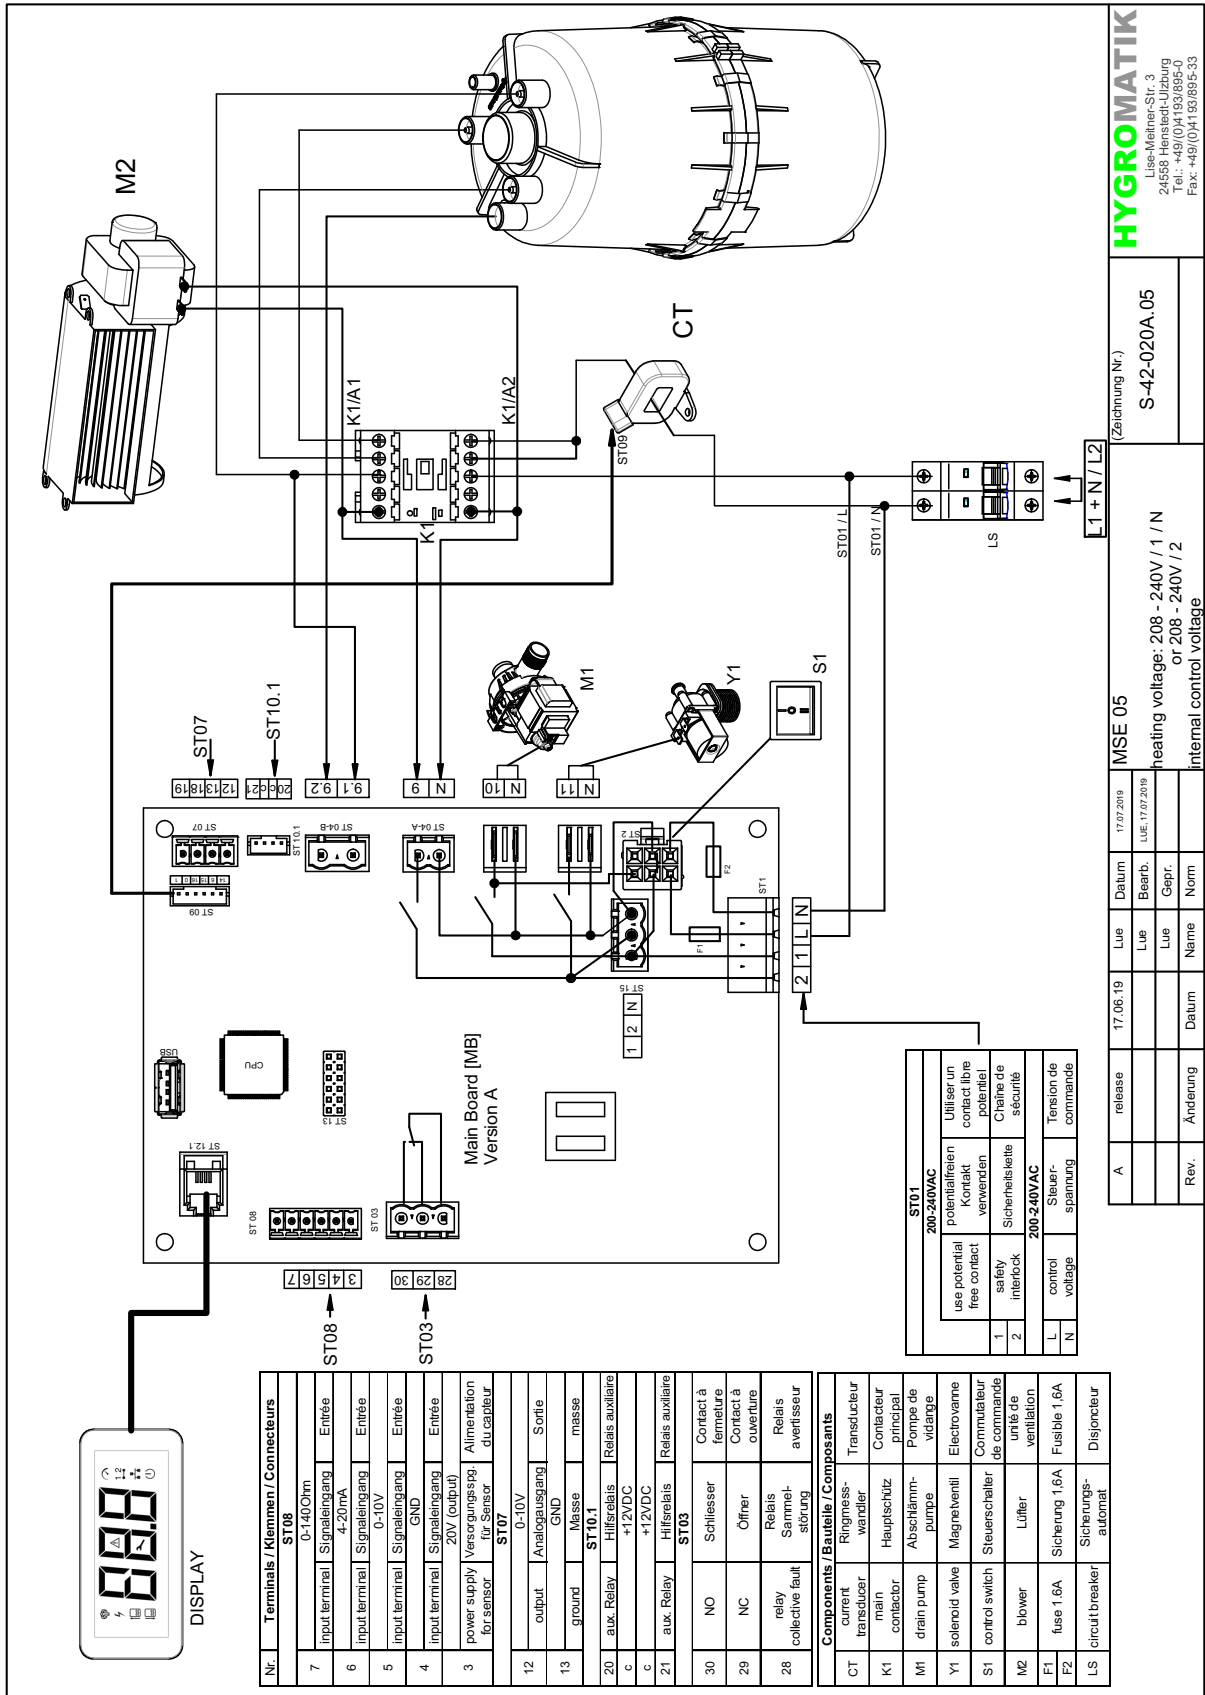 HYGROMATIK
Lise-Meitner-Str. 3
24558 Henstedt-Ulzburg
Tel.: +49/(0)4193/895-0
Fax: +49/(0)4193/895-33
(Zeichnung Nr.)
S-42-020A.05
MSE 05
heating voltage: 208 - 240V / 1 / N
or 208 - 240V / 2
internal control voltage
17.07.2019
LUE, 17.07.2019
Datum
Bearb.
Gepr.
Norm
Lue
Lue
Lue
Name
17.06.19
Datum
release
Änderung
A
Rev.
M2
CT
K1/A1
K1/A2
K1
ST09
ST01 / L
ST01 / N
LS
L1 + N / L2
M1
Y1
S1
ST07
12 13 18 19
ST10.1
20 c c 21
9.2 9.1
9 N
10 N
11 N
ST 07
ST 10.1
ST 04-B
ST 04-A
ST 09
1 0 16 15 6 14
ST 2
F2
F1
ST1
ST 15
1 2 N
2 1 L N
USB
CPU
ST 13
ST 12.1
ST 08
ST 03
Main Board [MB]
Version A
7 6 5 4 3
ST08
30 29 28
ST03
DISPLAY
1.2
Nr. Terminals / Klemmen / Connecteurs
ST08
7 0-140Ohm
input terminal Signaleingang Entrée
6 4-20mA
input terminal Signaleingang Entrée
5 0-10V
input terminal Signaleingang Entrée
4 GND
input terminal Signaleingang Entrée
3 20V (output)
power supply for sensor Versorgungsspg. für Sensor Alimentation du capteur
ST07
12 0-10V
output Analogausgang Sortie
13 GND
ground Masse masse
ST10.1
20 aux. Relay Hilfsrelais Relais auxiliaire
c +12VDC
c +12VDC
21 aux. Relay Hilfsrelais Relais auxiliaire
ST03
30 NO Schliesser Contact à fermeture
29 NC Öffner Contact à ouverture
28 relay collective fault Relais Sammel-störung Relais avertisseur
Components / Bauteile / Composants
CT current transducer Ringmess-wandler Transducteur
K1 main contactor Hauptschütz Contacteur principal
M1 drain pump Abschlämm-pumpe Pompe de vidange
Y1 solenoid valve Magnetventil Electrovanne
S1 control switch Steuerschalter Commutateur de commande
M2 blower Lüfter unité de ventilation
F1 F2 fuse 1.6A Sicherung 1,6A Fusible 1,6A
LS circuit breaker Sicherungs-automat Disjoncteur
ST01
200-240VAC
use potential free contact potentialfreien Kontakt verwenden Utiliser un contact libre potentiel
1 2 safety interlock Sicherheitskette Chaîne de sécurité
200-240VAC
L N control voltage Steuer-spannung Tension de commande